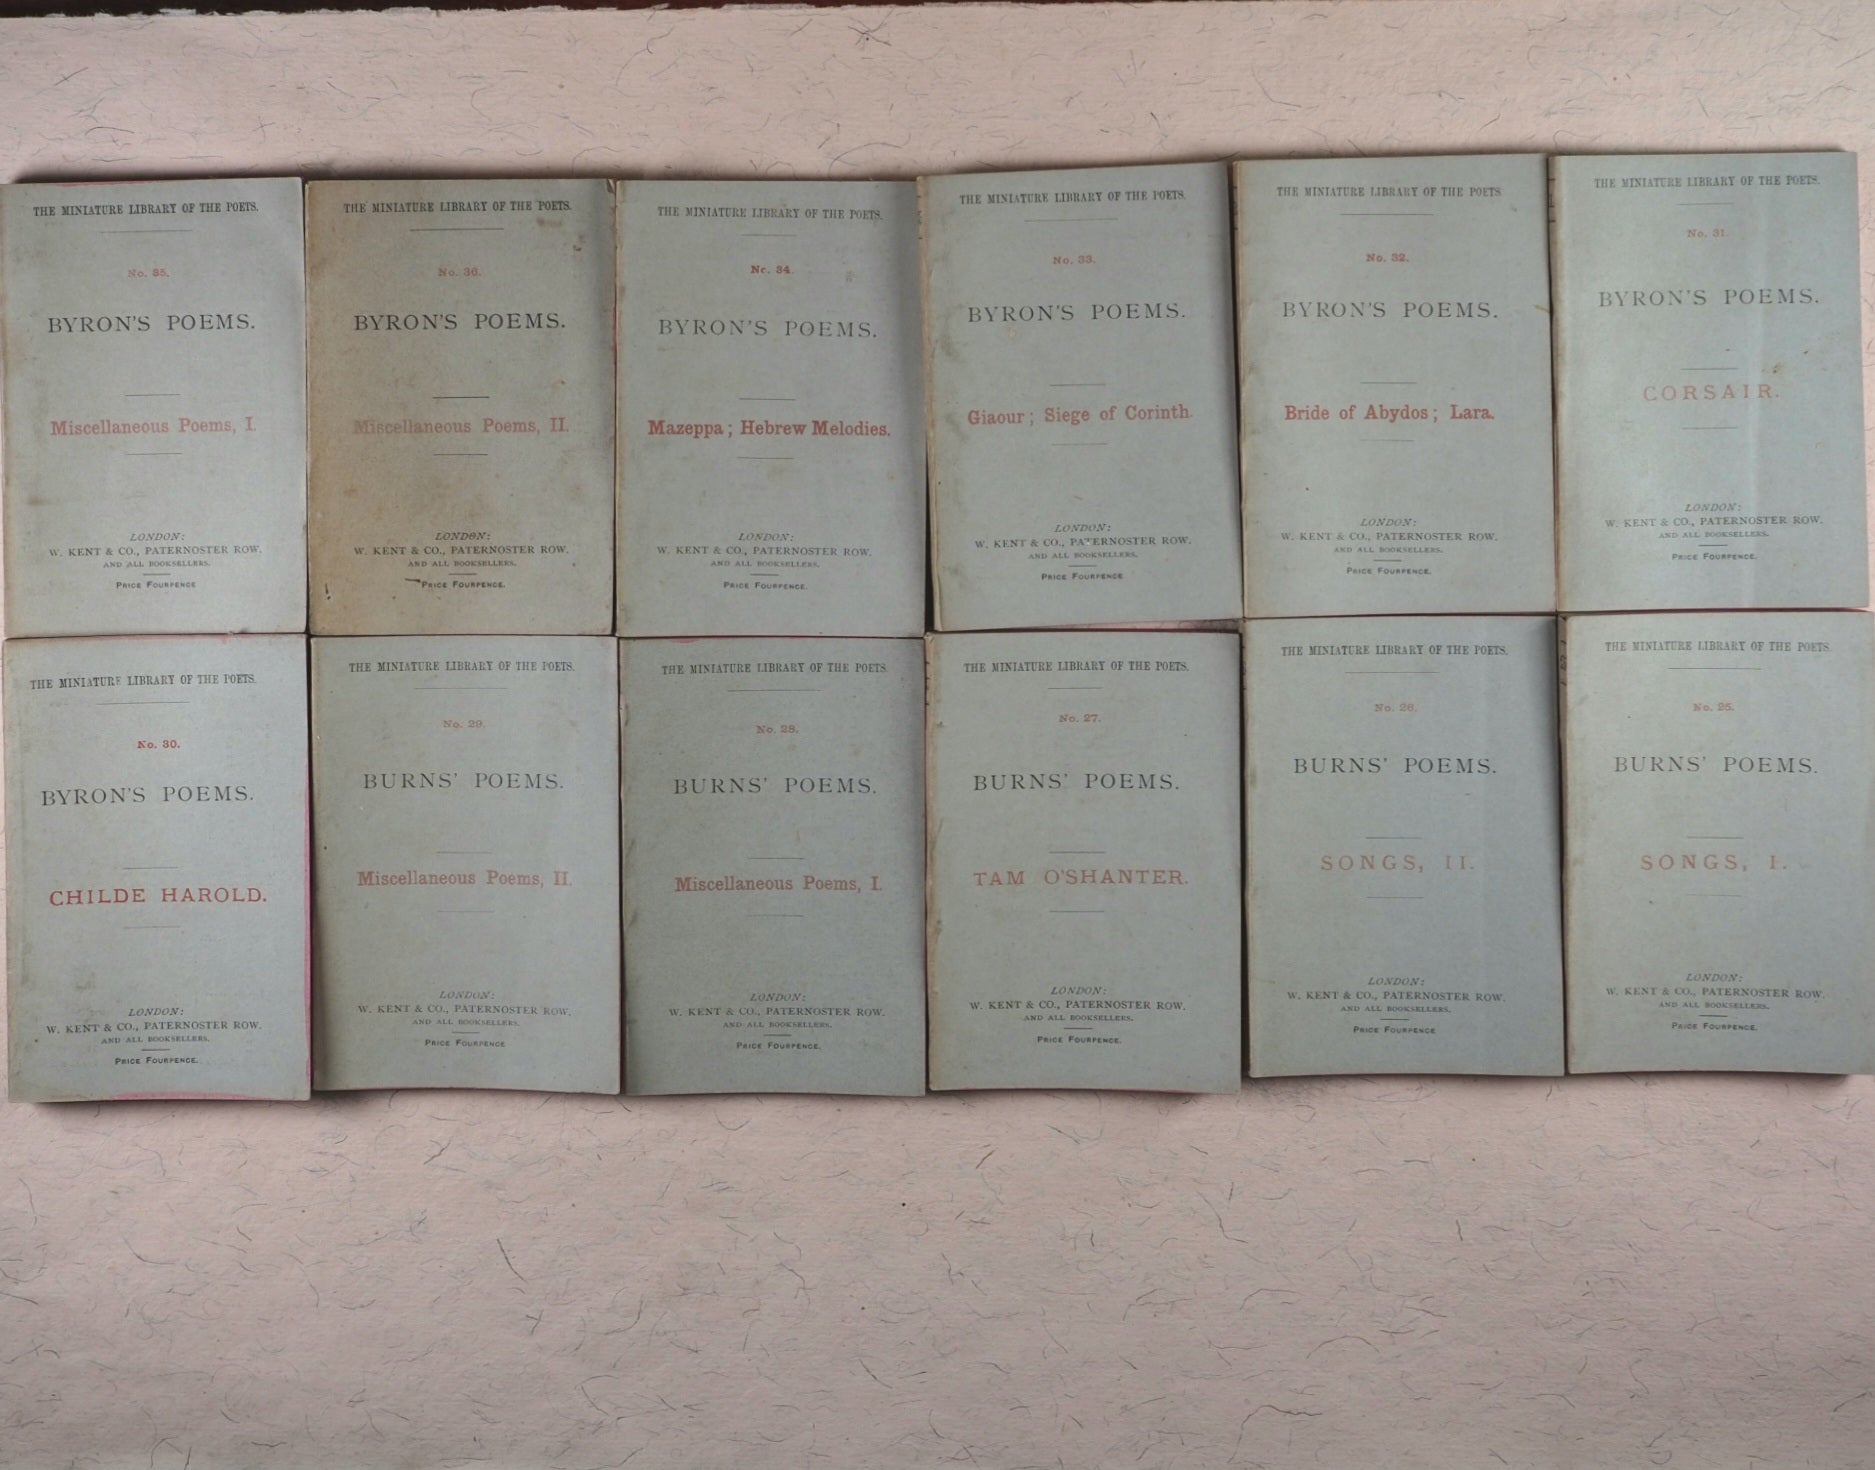 THE MINIATURE LIBRARY OF THE POETS.
No. 35.
BYRON'S POEMS.
Miscellaneous Poems, I.
LONDON:
W. KENT & CO., PATERNOSTER ROW.
AND ALL BOOKSELLERS.
PRICE FOURPENCE
THE MINIATURE LIBRARY OF THE POETS.
No. 36.
BYRON'S POEMS.
Miscellaneous Poems, II.
LONDON:
W. KENT & CO., PATERNOSTER ROW.
AND ALL BOOKSELLERS.
PRICE FOURPENCE.
THE MINIATURE LIBRARY OF THE POETS.
No. 34.
BYRON'S POEMS.
Mazeppa; Hebrew Melodies.
LONDON:
W. KENT & CO., PATERNOSTER ROW.
AND ALL BOOKSELLERS.
PRICE FOURPENCE.
THE MINIATURE LIBRARY OF THE POETS.
No. 33.
BYRON'S POEMS.
Giaour; Siege of Corinth.
LONDON:
W. KENT & CO., PATERNOSTER ROW.
AND ALL BOOKSELLERS.
PRICE FOURPENCE
THE MINIATURE LIBRARY OF THE POETS
No. 32.
BYRON'S POEMS.
Bride of Abydos; Lara.
LONDON:
W. KENT & CO., PATERNOSTER ROW.
AND ALL BOOKSELLERS.
PRICE FOURPENCE.
THE MINIATURE LIBRARY OF THE POETS.
No. 31.
BYRON'S POEMS.
CORSAIR.
LONDON:
W. KENT & CO., PATERNOSTER ROW.
AND ALL BOOKSELLERS.
PRICE FOURPENCE.
THE MINIATURE LIBRARY OF THE POETS.
No. 30.
BYRON'S POEMS.
CHILDE HAROLD.
LONDON:
W. KENT & CO., PATERNOSTER ROW.
AND ALL BOOKSELLERS.
PRICE FOURPENCE.
THE MINIATURE LIBRARY OF THE POETS.
No. 29.
BURNS' POEMS.
Miscellaneous Poems, II.
LONDON:
W. KENT & CO., PATERNOSTER ROW,
AND ALL BOOKSELLERS.
PRICE FOURPENCE
THE MINIATURE LIBRARY OF THE POETS
No. 28.
BURNS' POEMS.
Miscellaneous Poems, I.
LONDON:
W. KENT & CO., PATERNOSTER ROW.
AND ALL BOOKSELLERS.
PRICE FOURPENCE.
THE MINIATURE LIBRARY OF THE POETS.
No. 27.
BURNS' POEMS.
TAM O'SHANTER.
LONDON:
W. KENT & CO., PATERNOSTER ROW,
AND ALL BOOKSELLERS.
PRICE FOURPENCE.
THE MINIATURE LIBRARY OF THE POETS.
No. 26.
BURNS' POEMS.
SONGS, II.
LONDON:
W. KENT & CO., PATERNOSTER ROW.
AND ALL BOOKSELLERS.
PRICE FOURPENCE
THE MINIATURE LIBRARY OF THE POETS.
No. 25.
BURNS' POEMS.
SONGS, I.
LONDON:
W. KENT & CO., PATERNOSTER ROW,
AND ALL BOOKSELLERS.
PRICE FOURPENCE.